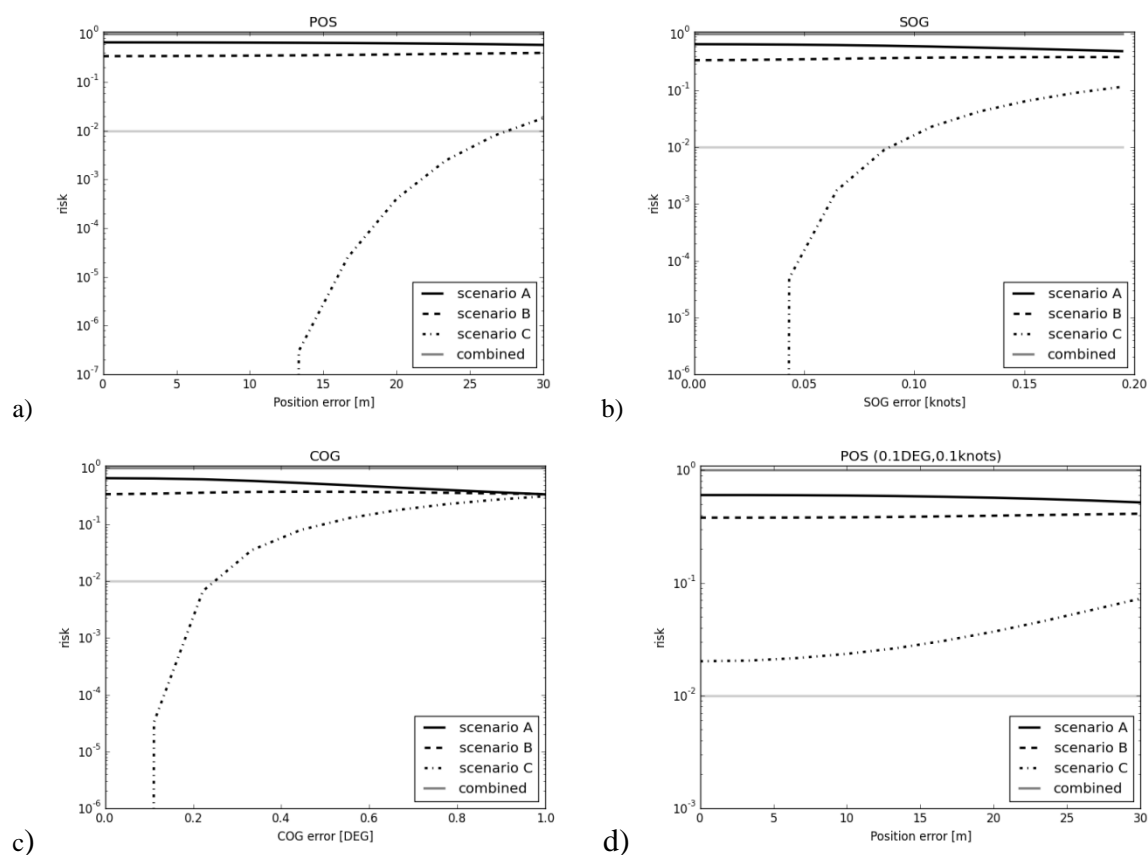 POS
10^0
10^-1
10^-2
10^-3
10^-4
10^-5
10^-6
10^-7
risk
0 5 10 15 20 25 30
Position error [m]
scenario A
scenario B
scenario C
combined
a)
SOG
10^0
10^-1
10^-2
10^-3
10^-4
10^-5
10^-6
risk
0.00 0.05 0.10 0.15 0.20
SOG error [knots]
scenario A
scenario B
scenario C
combined
b)
COG
10^0
10^-1
10^-2
10^-3
10^-4
10^-5
10^-6
risk
0.0 0.2 0.4 0.6 0.8 1.0
COG error [DEG]
scenario A
scenario B
scenario C
combined
c)
POS (0.1DEG,0.1knots)
10^0
10^-1
10^-2
10^-3
risk
0 5 10 15 20 25 30
Position error [m]
scenario A
scenario B
scenario C
combined
d)